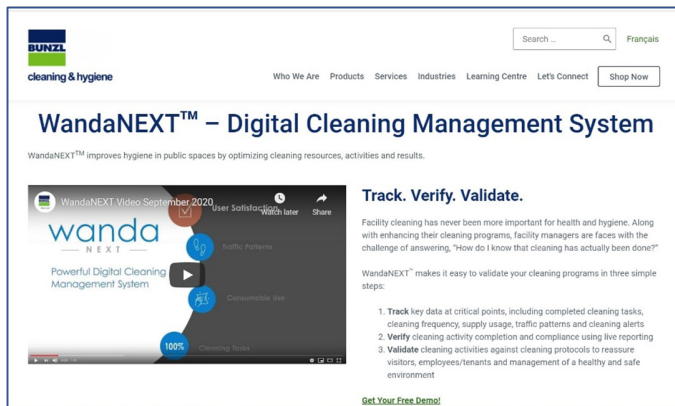 BUNZL
cleaning & hygiene
Search ...
Français
Who We Are Products Services Industries Learning Centre Let's Connect Shop Now
WandaNEXT™ – Digital Cleaning Management System
WandaNEXT™ improves hygiene in public spaces by optimizing cleaning resources, activities and results.
WandaNEXT Video September 2020
Watch later
Share
User Satisfaction
wanda
NEXT
Powerful Digital Cleaning
Management System
Traffic Patterns
Consumable Use
100%
Cleaning Tasks
Track. Verify. Validate.
Facility cleaning has never been more important for health and hygiene. Along
with enhancing their cleaning programs, facility managers are faces with the
challenge of answering, "How do I know that cleaning has actually been done?"
WandaNEXT™ makes it easy to validate your cleaning programs in three simple
steps:
1. Track key data at critical points, including completed cleaning tasks,
cleaning frequency, supply usage, traffic patterns and cleaning alerts
2. Verify cleaning activity completion and compliance using live reporting
3. Validate cleaning activities against cleaning protocols to reassure
visitors, employees/tenants and management of a healthy and safe
environment
Get Your Free Demo!